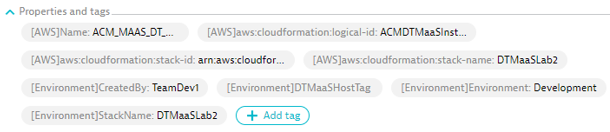 Properties and tags
[AWS]Name: ACM_MAAS_DT_... [AWS]aws:cloudformation:logical-id: ACMDTMaaSInst...
[AWS]aws:cloudformation:stack-id: arn:aws:cloudfor... [AWS]aws:cloudformation:stack-name: DTMaaSLab2
[Environment]CreatedBy: TeamDev1 [Environment]DTMaaSHostTag [Environment]Environment: Development
[Environment]StackName: DTMaaSLab2 + Add tag